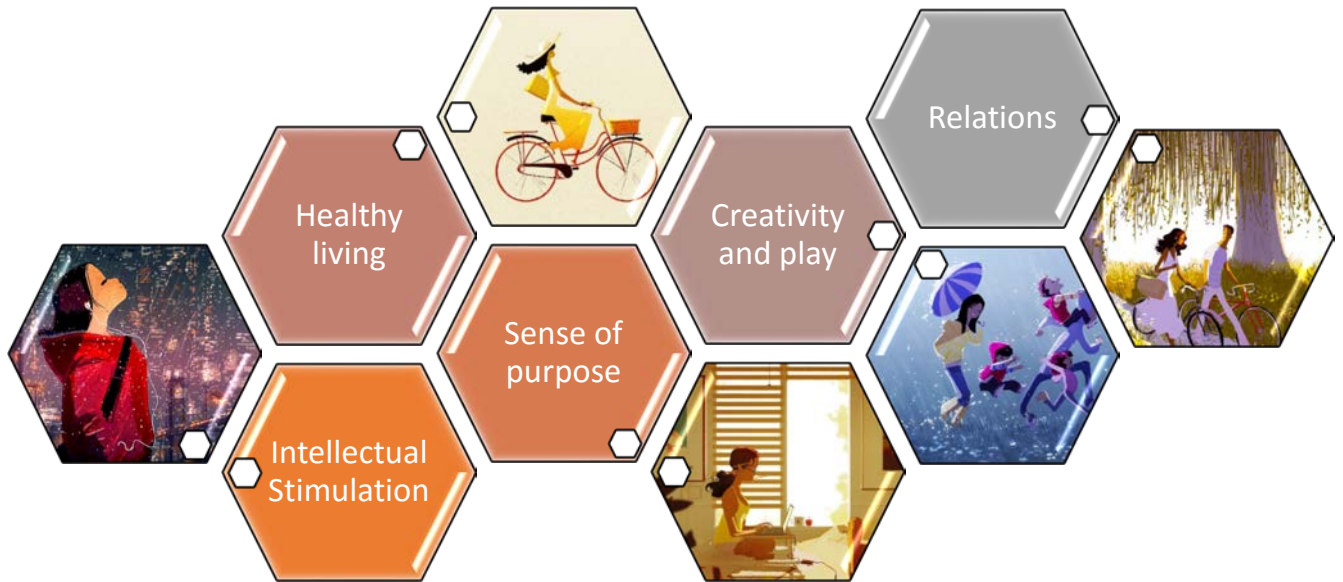 Relations
Healthy
living
Creativity
and play
Sense of
purpose
Intellectual
Stimulation